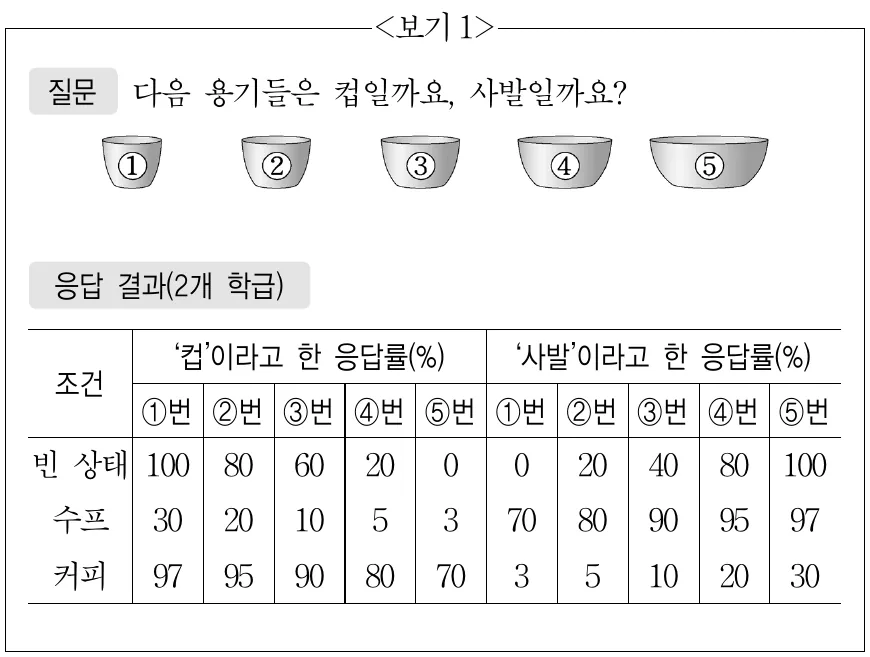 <보기 1>
질문 다음 용기들은 컵일까요, 사발일까요?
① ② ③ ④ ⑤
응답 결과(2개 학급)
조건 ‘컵’이라고 한 응답률(%) ‘사발’이라고 한 응답률(%)
①번 ②번 ③번 ④번 ⑤번 ①번 ②번 ③번 ④번 ⑤번
빈 상태 100 80 60 20 0 0 20 40 80 100
수프 30 20 10 5 3 70 80 90 95 97
커피 97 95 90 80 70 3 5 10 20 30